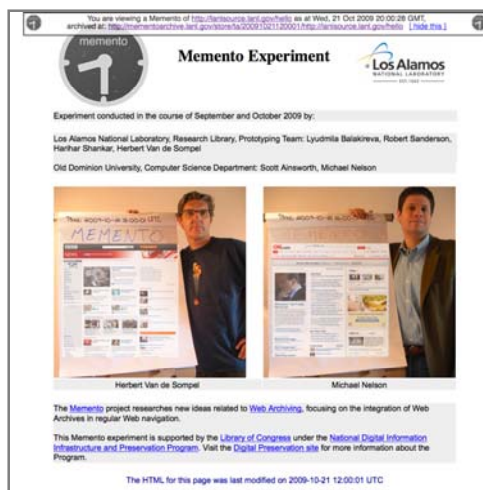 You are viewing a Memento of http://lanlsource.lanl.gov/hello as at Wed, 21 Oct 2009 20:00:28 GMT,
archived at: http://mementoarchive.lanl.gov/store/ta/20091021120001/http://lanlsource.lanl.gov/hello [ hide this ]
memento
Memento Experiment
Los Alamos
NATIONAL LABORATORY
EST. 1943
Experiment conducted in the course of September and October 2009 by:
Los Alamos National Laboratory, Research Library, Prototyping Team: Lyudmila Balakireva, Robert Sanderson,
Harihar Shankar, Herbert Van de Sompel
Old Dominion University, Computer Science Department: Scott Ainsworth, Michael Nelson
MEMENTO
MEMENTO
Herbert Van de Sompel
Michael Nelson
The Memento project researches new ideas related to Web Archiving, focusing on the integration of Web
Archives in regular Web navigation.
This Memento experiment is supported by the Library of Congress under the National Digital Information
Infrastructure and Preservation Program. Visit the Digital Preservation site for more information about the
Program.
The HTML for this page was last modified on 2009-10-21 12:00:01 UTC